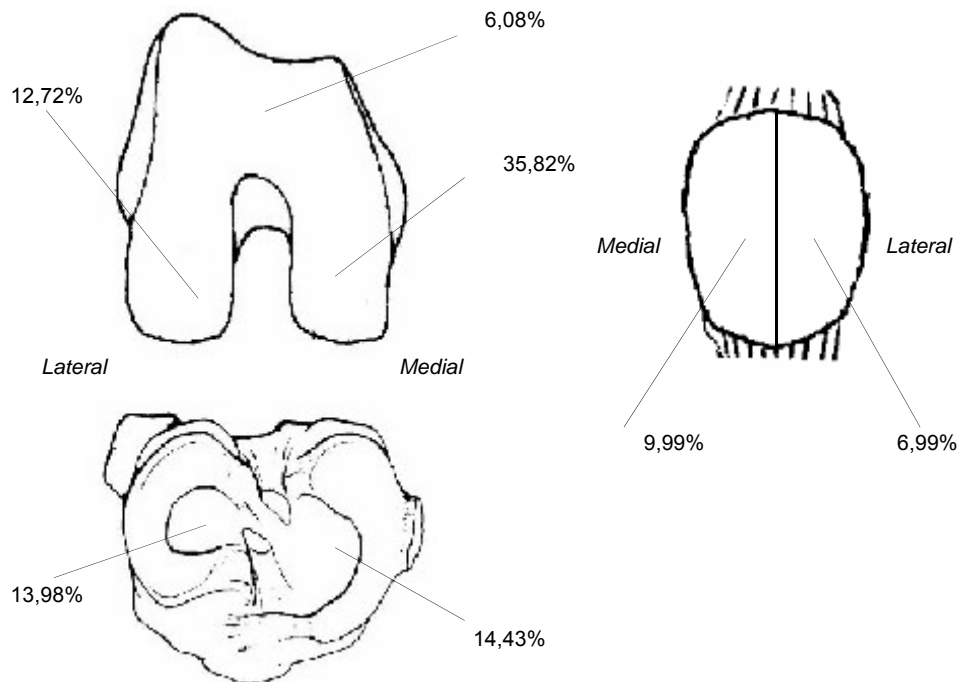 6,08%
12,72%
35,82%
Medial
Lateral
Lateral
Medial
9,99%
6,99%
13,98%
14,43%